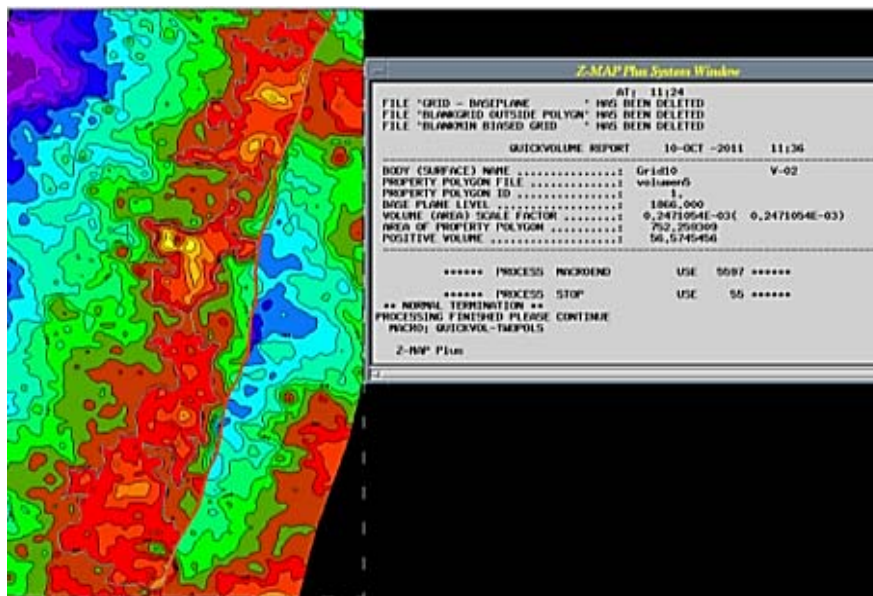 Z-MAP Plus System Window
AT: 11:24
FILE 'GRID - BASEPLANE ' HAS BEEN DELETED
FILE 'BLANKGRID OUTSIDE POLYGN' HAS BEEN DELETED
FILE 'BLANKMIN BIASED GRID ' HAS BEEN DELETED
QUICKVOLUME REPORT 10-OCT -2011 11:36
BODY (SURFACE) NAME ...............: Grid10 V-02
PROPERTY POLYGON FILE .............: volumen5
PROPERTY POLYGON ID ...............: 1.
BASE PLANE LEVEL ..................: 1866.000
VOLUME (AREA) SCALE FACTOR ........: 0.2471054E-03( 0.2471054E-03)
AREA OF PROPERTY POLYGON ..........: 752.258309
POSITIVE VOLUME ...................: 56.5745456
****** PROCESS MACROEND USE 5597 ******
****** PROCESS STOP USE 55 ******
** NORMAL TERMINATION **
PROCESSING FINISHED PLEASE CONTINUE
MACRO: QUICKVOL-TWOPOLS
Z-MAP Plus